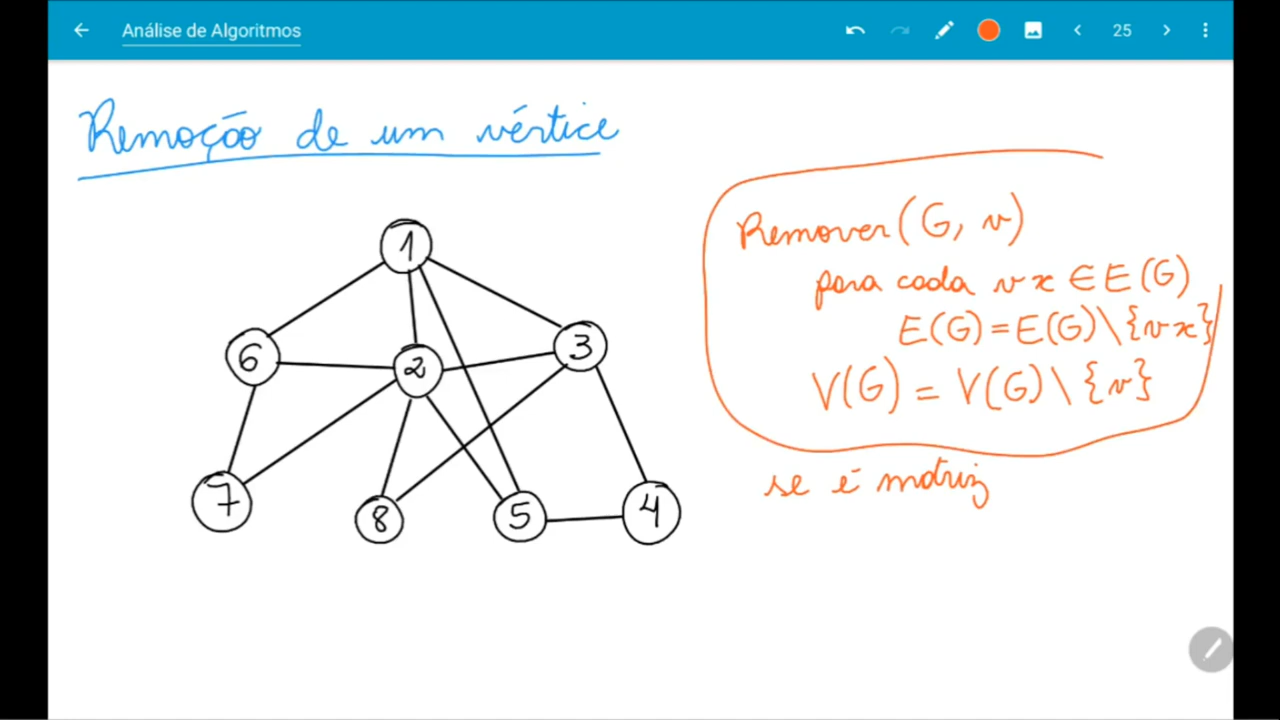 Análise de Algoritmos
25
Remoção de um vértice
Remover(G, v)
para cada vx ∈ E(G)
E(G) = E(G) \ {vx}
V(G) = V(G) \ {v}
se é matriz
1
6
2
3
7
8
5
4